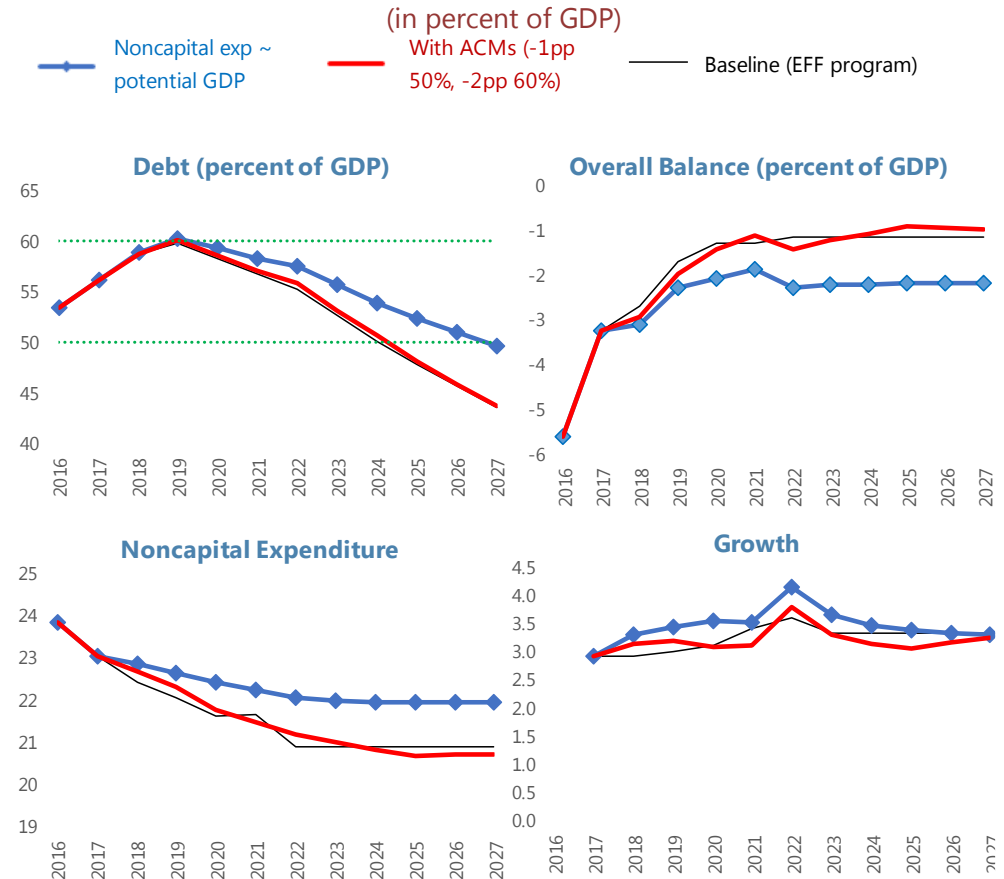 (in percent of GDP)
Noncapital exp ~
potential GDP
With ACMs (-1pp
50%, -2pp 60%)
Baseline (EFF program)
Debt (percent of GDP)
65
60
55
50
45
40
2016 2017 2018 2019 2020 2021 2022 2023 2024 2025 2026 2027
Overall Balance (percent of GDP)
0
-1
-2
-3
-4
-5
-6
2016 2017 2018 2019 2020 2021 2022 2023 2024 2025 2026 2027
Noncapital Expenditure
25
24
23
22
21
20
19
2016 2017 2018 2019 2020 2021 2022 2023 2024 2025 2026 2027
Growth
4.5
4.0
3.5
3.0
2.5
2.0
1.5
1.0
0.5
0.0
2016 2017 2018 2019 2020 2021 2022 2023 2024 2025 2026 2027